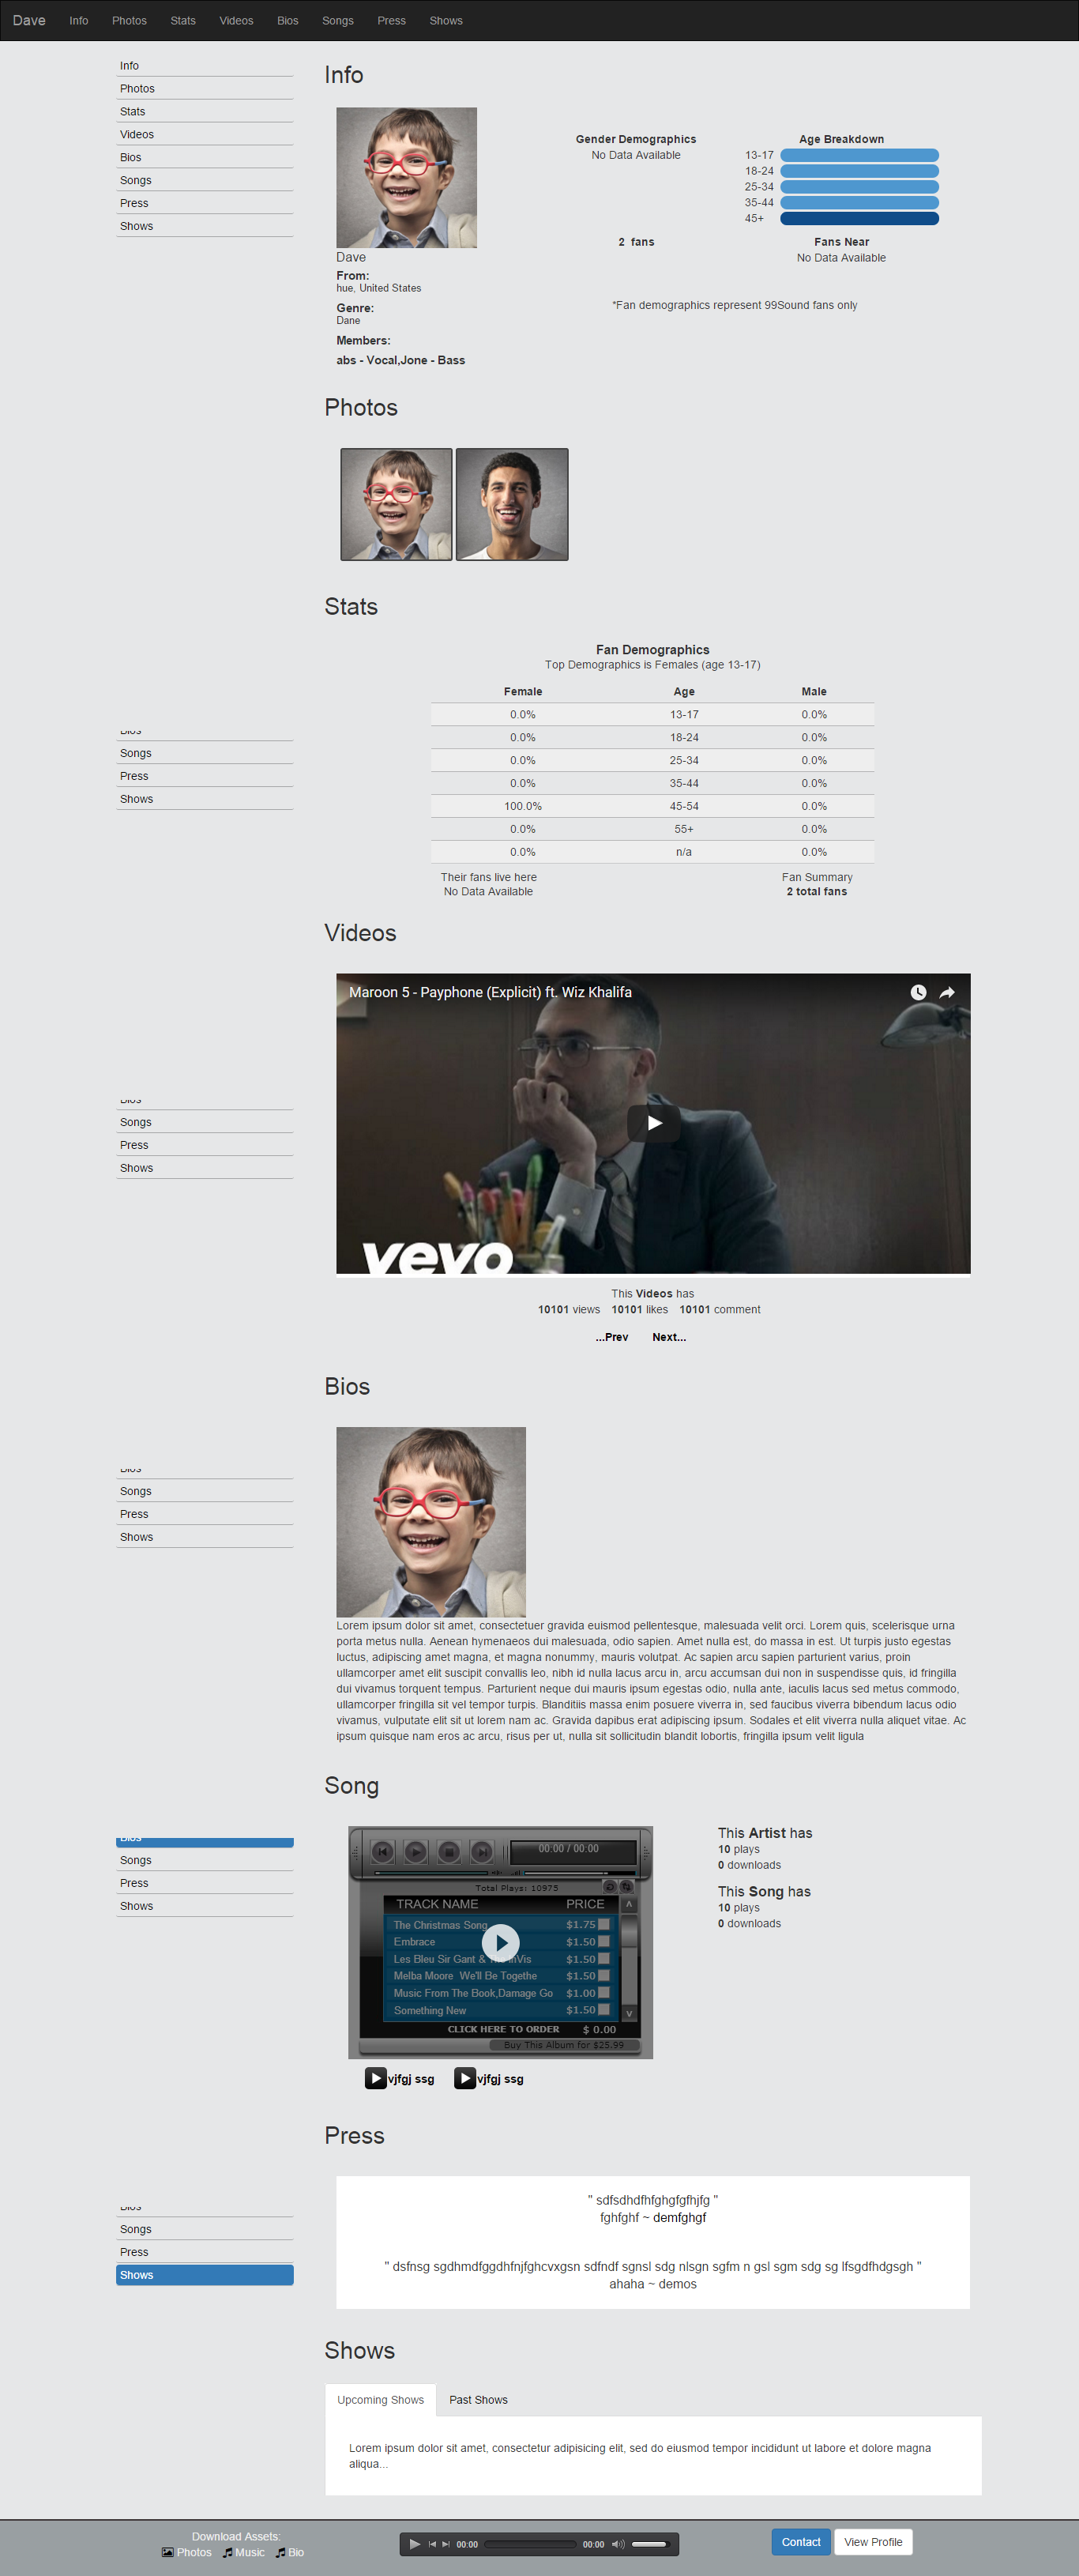 Dave Info Photos Stats Videos Bios Songs Press Shows
Info
Photos
Stats
Videos
Bios
Songs
Press
Shows
Info
Dave
From:
hue, United States
Genre:
Dane
Members:
abs - Vocal,Jone - Bass
Gender Demographics
No Data Available
2 fans
Age Breakdown
13-17
18-24
25-34
35-44
45+
Fans Near
No Data Available
*Fan demographics represent 99Sound fans only
Photos
Stats
Fan Demographics
Top Demographics is Females (age 13-17)
Female Age Male
0.0% 13-17 0.0%
0.0% 18-24 0.0%
0.0% 25-34 0.0%
0.0% 35-44 0.0%
100.0% 45-54 0.0%
0.0% 55+ 0.0%
0.0% n/a 0.0%
Their fans live here
No Data Available
Fan Summary
2 total fans
Bios
Songs
Press
Shows
Videos
Maroon 5 - Payphone (Explicit) ft. Wiz Khalifa
vevo
This Videos has
10101 views 10101 likes 10101 comment
...Prev Next...
Bios
Songs
Press
Shows
Bios
Lorem ipsum dolor sit amet, consectetuer gravida euismod pellentesque, malesuada velit orci. Lorem quis, scelerisque urna
porta metus nulla. Aenean hymenaeos dui malesuada, odio sapien. Amet nulla est, do massa in est. Ut turpis justo egestas
luctus, adipiscing amet magna, et magna nonummy, mauris volutpat. Ac sapien arcu sapien parturient varius, proin
ullamcorper amet elit suscipit convallis leo, nibh id nulla lacus arcu in, arcu accumsan dui non in suspendisse quis, id fringilla
dui vivamus torquent tempus. Parturient neque dui mauris ipsum egestas odio, nulla ante, iaculis lacus sed metus commodo,
ullamcorper fringilla sit vel tempor turpis. Blanditiis massa enim posuere viverra in, sed faucibus viverra bibendum lacus odio
vivamus, vulputate elit sit ut lorem nam ac. Gravida dapibus erat adipiscing ipsum. Sodales et elit viverra nulla aliquet vitae. Ac
ipsum quisque nam eros ac arcu, risus per ut, nulla sit sollicitudin blandit lobortis, fringilla ipsum velit ligula
Bios
Songs
Press
Shows
Song
00:00 / 00:00
Total Plays: 10975
TRACK NAME PRICE
The Christmas Song $1.75
Embrace $1.50
Les Bleu Sir Gant & inVis $1.50
Melba Moore We'll Be Togethe $1.50
Music From The Book,Damage Go $1.00
Something New $1.50
CLICK HERE TO ORDER $ 0.00
Buy This Album for $25.99
vjfgj ssg vjfgj ssg
This Artist has
10 plays
0 downloads
This Song has
10 plays
0 downloads
Bios
Songs
Press
Shows
Press
" sdfsdhdfhfghgfgfhjfg "
fghfghf ~ demfghgf
" dsfnsg sgdhmdfggdhfnjfghcvxgsn sdfndf sgnsl sdg nlsgn sgfm n gsl sgm sdg sg lfsgdfhdgsgh "
ahaha ~ demos
Bios
Songs
Press
Shows
Shows
Upcoming Shows Past Shows
Lorem ipsum dolor sit amet, consectetur adipisicing elit, sed do eiusmod tempor incididunt ut labore et dolore magna
aliqua...
Download Assets:
Photos Music Bio
00:00 00:00
Contact View Profile